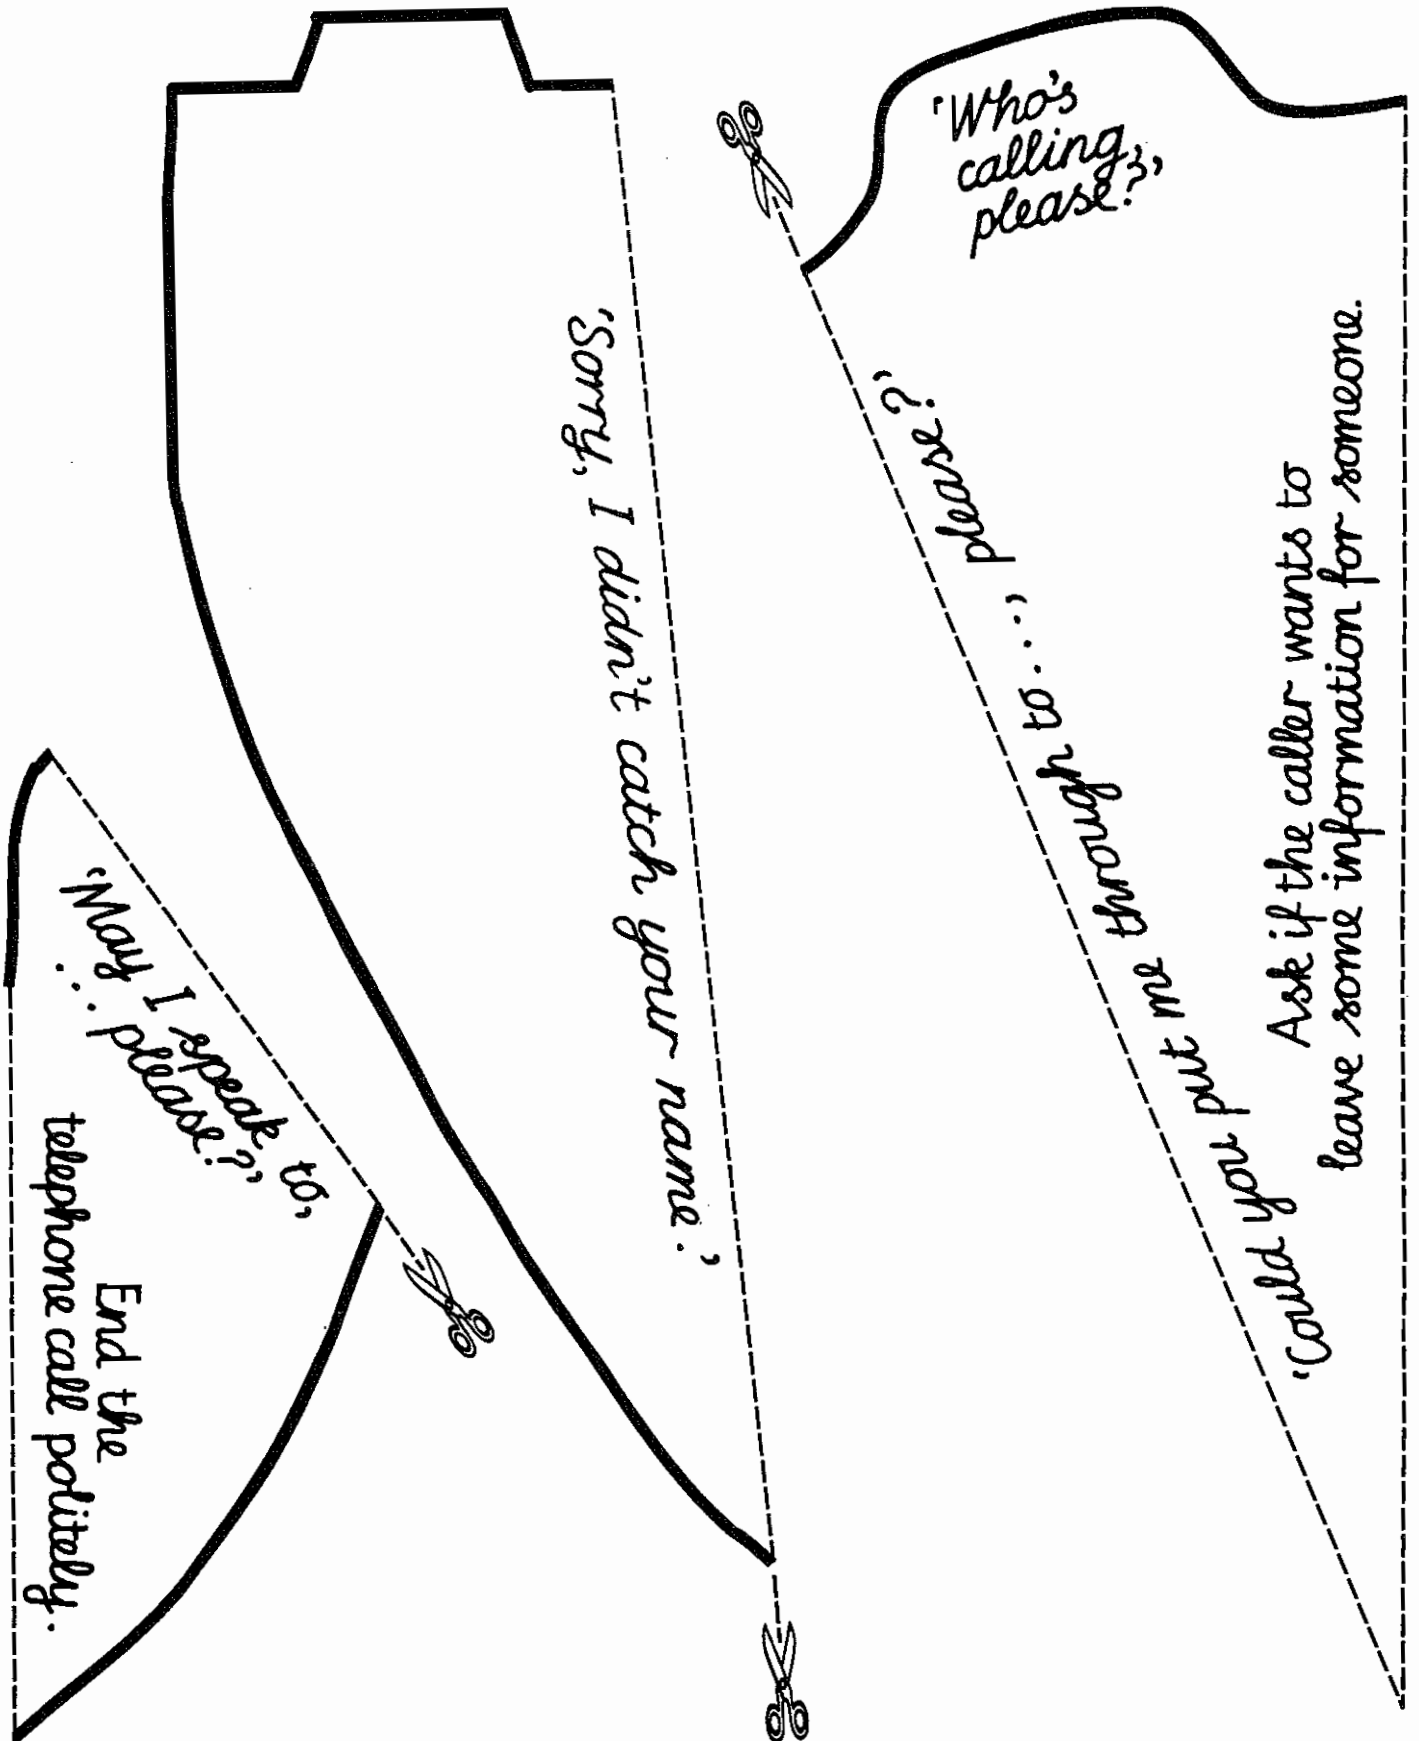 'Who's
calling,
please?'
'Could you put me through to...., please?'
Ask if the caller wants to
leave some information for someone.
'Sorry, I didn't catch your name.'
'May I speak to,
... please?'
End the
telephone call politely.